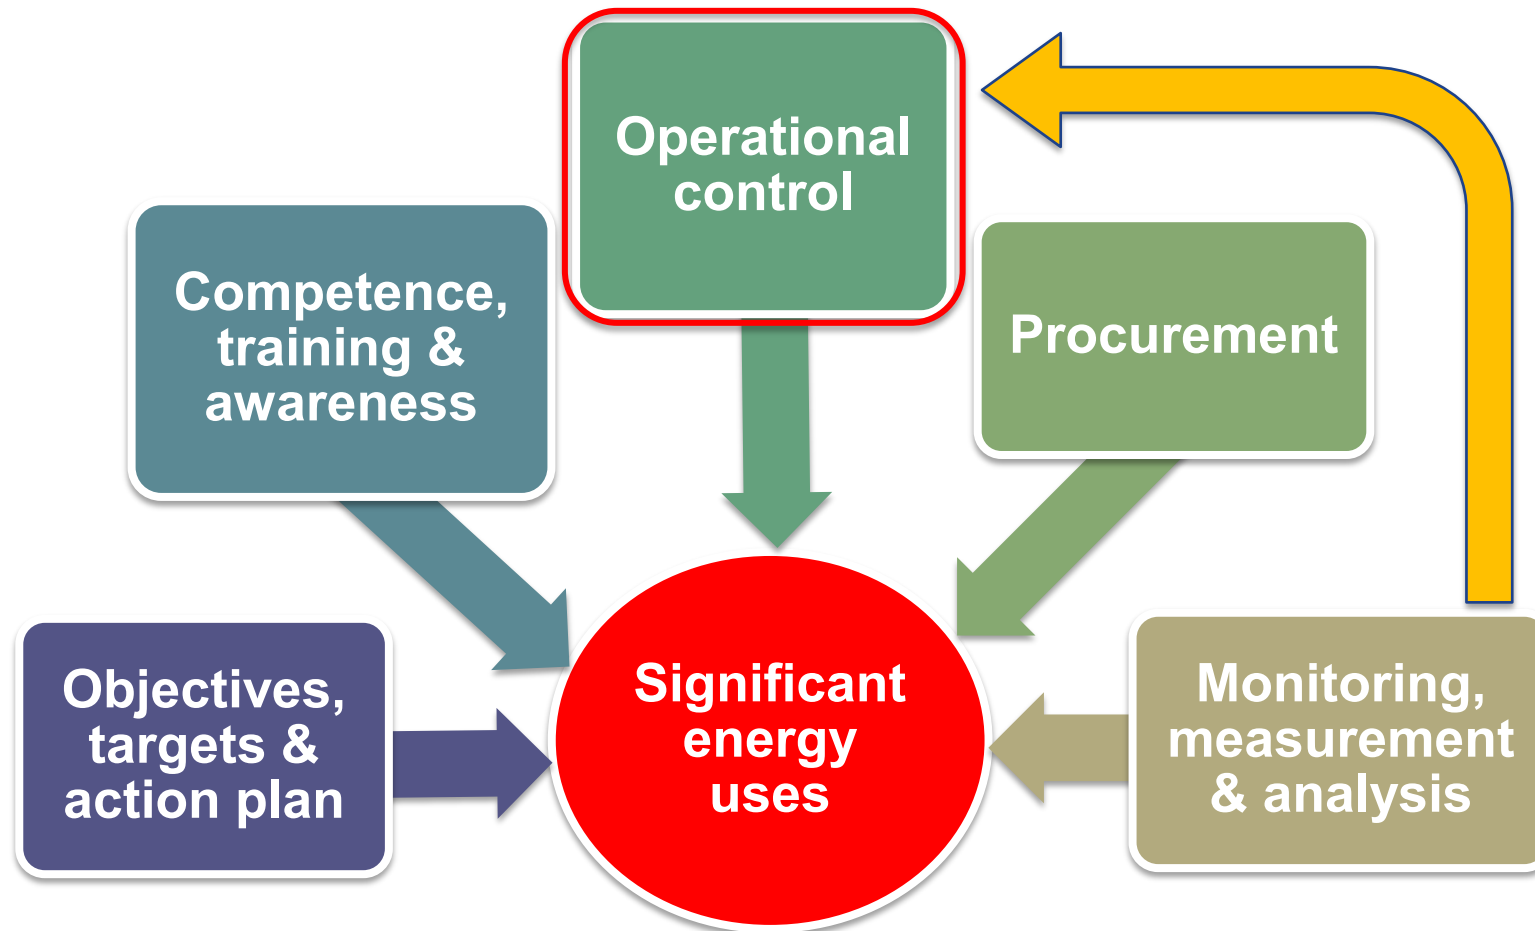 Operational
control
Competence,
training &
awareness
Procurement
Objectives,
targets &
action plan
Significant
energy
uses
Monitoring,
measurement
& analysis